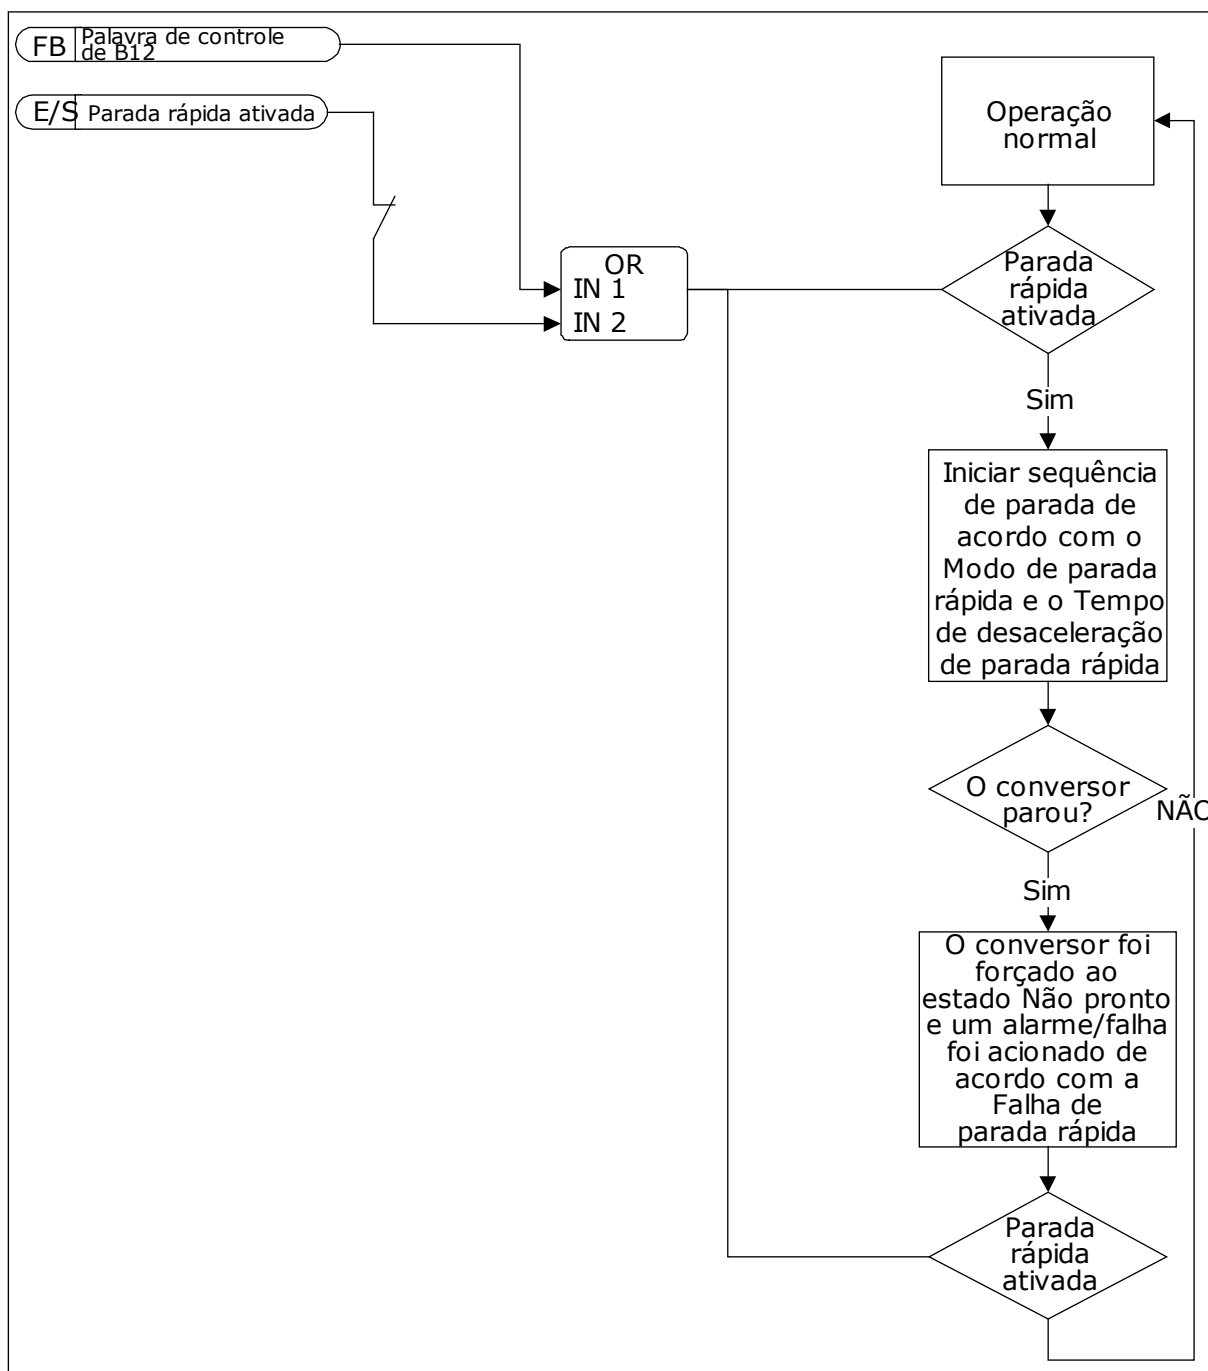 FB
Palavra de controle
de B12
E/S
Parada rápida ativada
OR
IN 1
IN 2
Operação
normal
Parada
rápida
ativada
Sim
Iniciar sequência
de parada de
acordo com o
Modo de parada
rápida e o Tempo
de desaceleração
de parada rápida
O conversor
parou?
NÃO
Sim
O conversor foi
forçado ao
estado Não pronto
e um alarme/falha
foi acionado de
acordo com a
Falha de
parada rápida
Parada
rápida
ativada